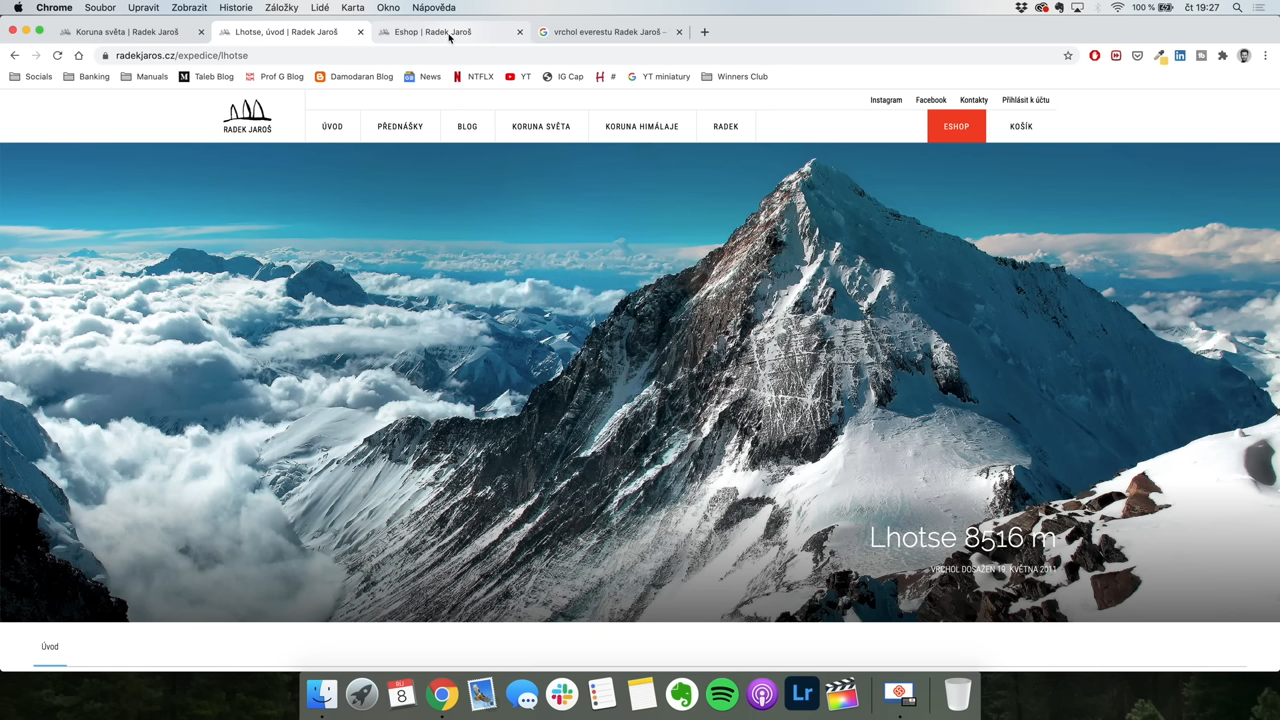 Chrome Soubor Upravit Zobrazit Historie Záložky Lidé Karta Okno Nápověda 100 % čt 19:27
Koruna světa | Radek Jaroš Lhotse, úvod | Radek Jaroš Eshop | Radek Jaroš vrchol everestu Radek Jaroš –
radekjaros.cz/expedice/lhotse
Socials Banking Manuals Taleb Blog Prof G Blog Damodaran Blog News NTFLX YT IG Cap # YT miniatury Winners Club
Instagram Facebook Kontakty Přihlásit k účtu
RADEK JAROŠ
ÚVOD PŘEDNÁŠKY BLOG KORUNA SVĚTA KORUNA HIMÁLAJE RADEK ESHOP KOŠÍK
Lhotse 8516 m
VRCHOL DOSAŽEN 19. KVĚTNA 2011
Úvod
8
Lr